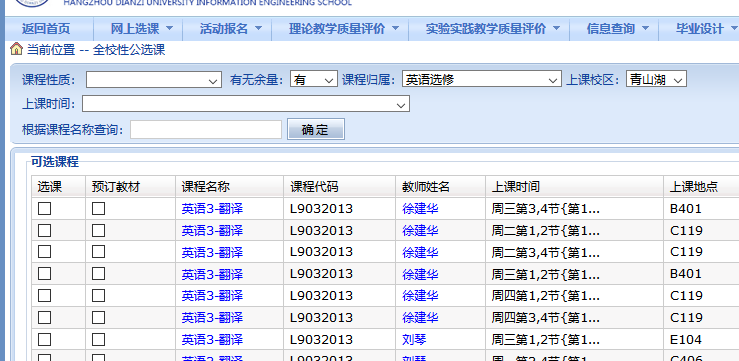 HANGZHOU DIANZI UNIVERSITY INFORMATION ENGINEERING SCHOOL
返回首页 网上选课 活动报名 理论教学质量评价 实验实践教学质量评价 信息查询 毕业设计
当前位置 -- 全校性公选课
课程性质： 有无余量： 有 课程归属： 英语选修 上课校区： 青山湖
上课时间：
根据课程名称查询： 确定
可选课程
选课 预订教材 课程名称 课程代码 教师姓名 上课时间 上课地点
英语3-翻译 L9032013 徐建华 周三第3,4节{第1... B401
英语3-翻译 L9032013 徐建华 周二第1,2节{第1... C119
英语3-翻译 L9032013 徐建华 周二第3,4节{第1... C119
英语3-翻译 L9032013 徐建华 周三第1,2节{第1... B401
英语3-翻译 L9032013 徐建华 周四第1,2节{第1... C119
英语3-翻译 L9032013 徐建华 周四第3,4节{第1... C119
英语3-翻译 L9032013 刘琴 周三第1,2节{第1... E104
英语3-翻译 L9032013 刘琴